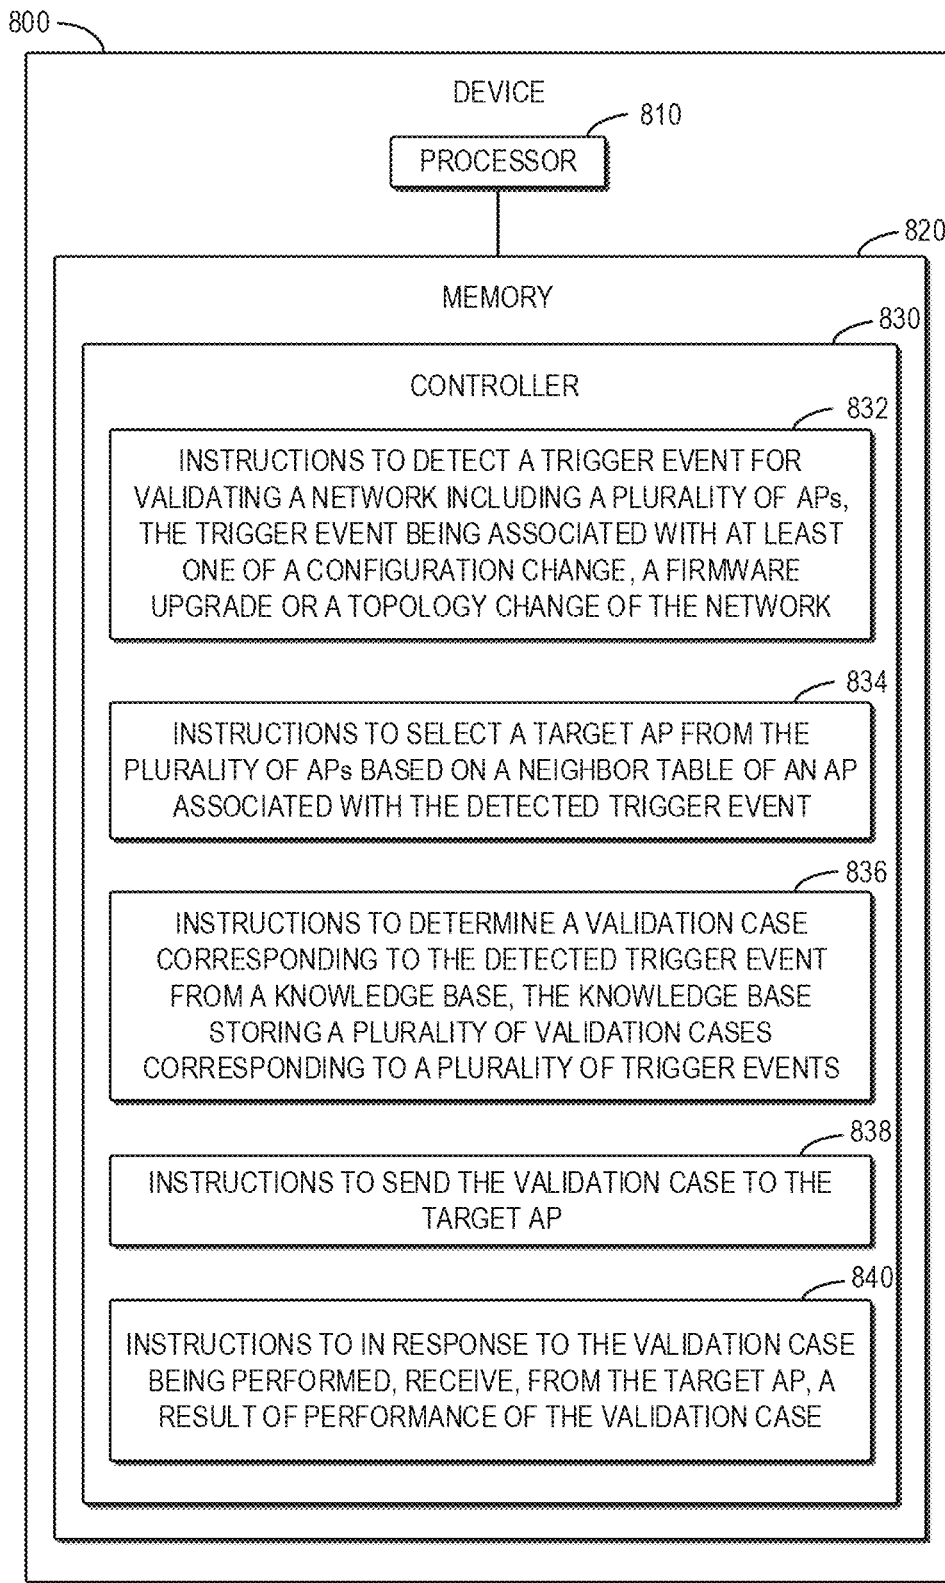 800
DEVICE
810
PROCESSOR
820
MEMORY
830
CONTROLLER
832
INSTRUCTIONS TO DETECT A TRIGGER EVENT FOR
VALIDATING A NETWORK INCLUDING A PLURALITY OF APs,
THE TRIGGER EVENT BEING ASSOCIATED WITH AT LEAST
ONE OF A CONFIGURATION CHANGE, A FIRMWARE
UPGRADE OR A TOPOLOGY CHANGE OF THE NETWORK
834
INSTRUCTIONS TO SELECT A TARGET AP FROM THE
PLURALITY OF APs BASED ON A NEIGHBOR TABLE OF AN AP
ASSOCIATED WITH THE DETECTED TRIGGER EVENT
836
INSTRUCTIONS TO DETERMINE A VALIDATION CASE
CORRESPONDING TO THE DETECTED TRIGGER EVENT
FROM A KNOWLEDGE BASE, THE KNOWLEDGE BASE
STORING A PLURALITY OF VALIDATION CASES
CORRESPONDING TO A PLURALITY OF TRIGGER EVENTS
838
INSTRUCTIONS TO SEND THE VALIDATION CASE TO THE
TARGET AP
840
INSTRUCTIONS TO IN RESPONSE TO THE VALIDATION CASE
BEING PERFORMED, RECEIVE, FROM THE TARGET AP, A
RESULT OF PERFORMANCE OF THE VALIDATION CASE